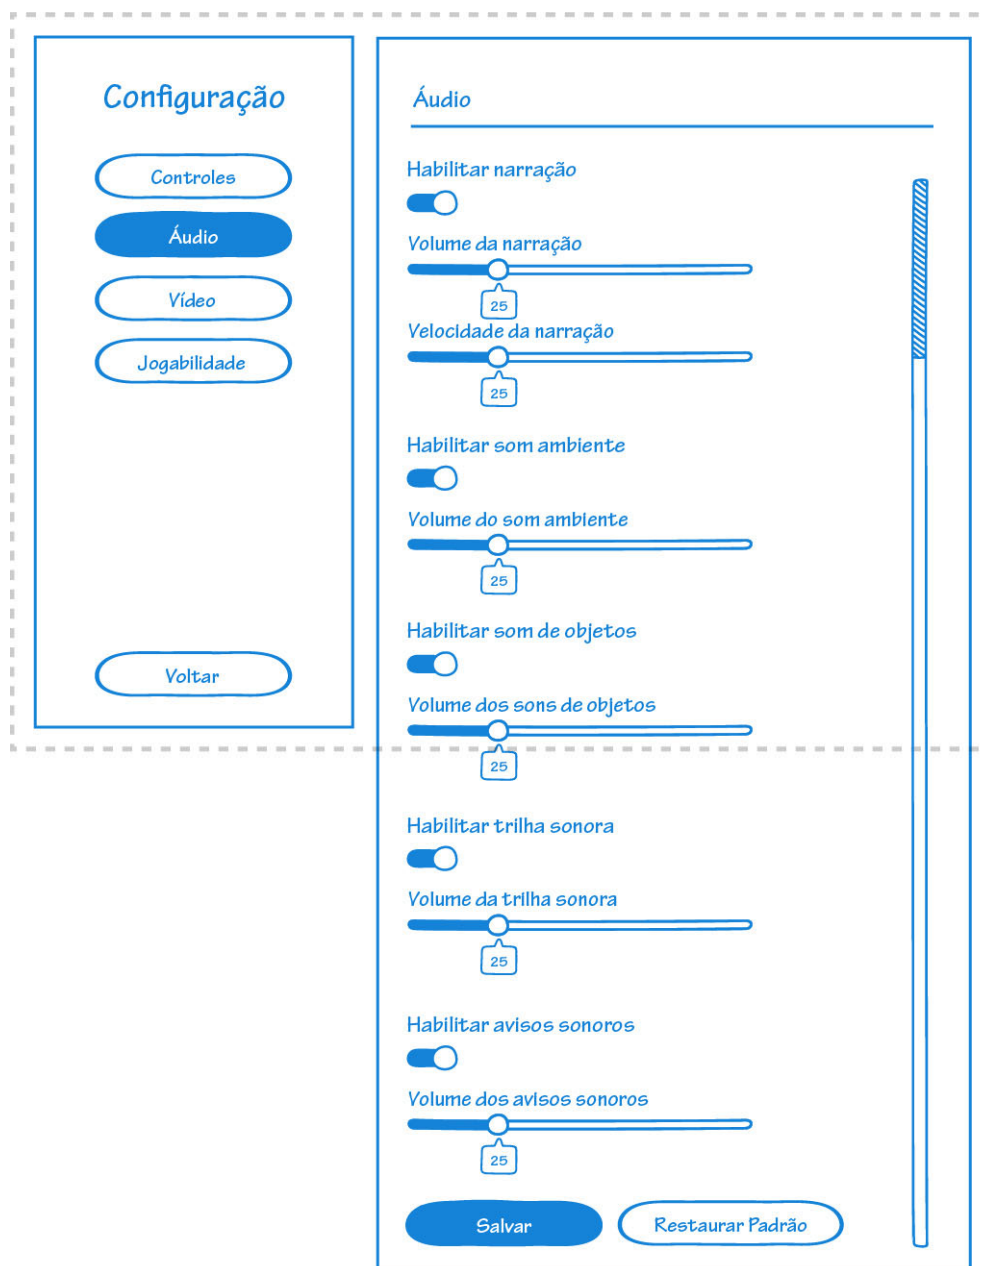 Configuração
Controles
Áudio
Vídeo
Jogabilidade
Voltar
Áudio
Habilitar narração
Volume da narração
25
Velocidade da narração
25
Habilitar som ambiente
Volume do som ambiente
25
Habilitar som de objetos
Volume dos sons de objetos
25
Habilitar trilha sonora
Volume da trilha sonora
25
Habilitar avisos sonoros
Volume dos avisos sonoros
25
Salvar
Restaurar Padrão